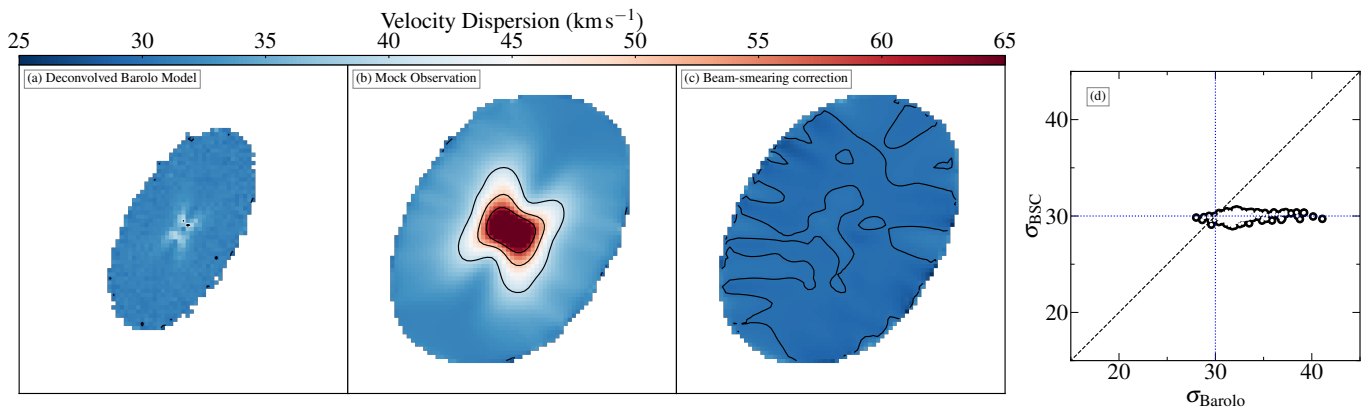 Velocity Dispersion (km s⁻¹)
25 30 35 40 45 50 55 60 65
(a) Deconvolved Barolo Model
(b) Mock Observation
(c) Beam-smearing correction
(d)
40
30
20
σBSC
20 30 40
σBarolo